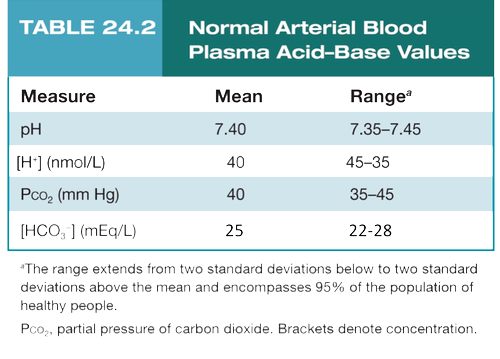 TABLE 24.2
Normal Arterial Blood
Plasma Acid–Base Values
Measure Mean Rangeᵃ
pH 7.40 7.35–7.45
[H⁺] (nmol/L) 40 45–35
Pco₂ (mm Hg) 40 35–45
[HCO₃⁻] (mEq/L) 25 22-28
ᵃThe range extends from two standard deviations below to two standard
deviations above the mean and encompasses 95% of the population of
healthy people.
Pco₂, partial pressure of carbon dioxide. Brackets denote concentration.